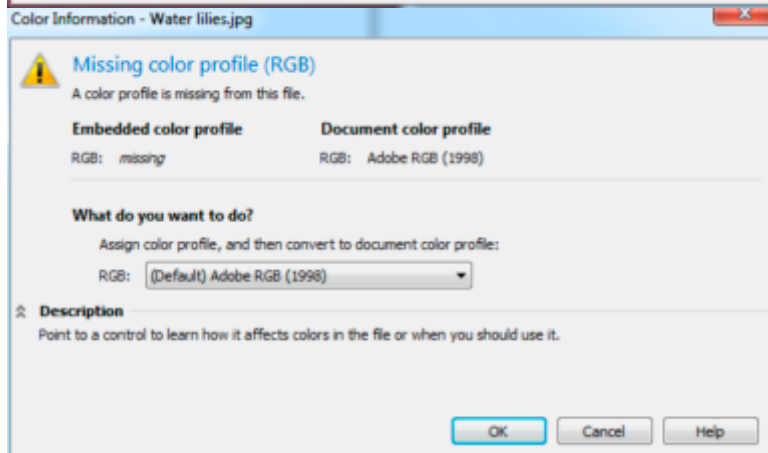 Color Information - Water lilies.jpg
Missing color profile (RGB)
A color profile is missing from this file.
Embedded color profile Document color profile
RGB: missing RGB: Adobe RGB (1998)
What do you want to do?
Assign color profile, and then convert to document color profile:
RGB: (Default) Adobe RGB (1998)
Description
Point to a control to learn how it affects colors in the file or when you should use it.
OK Cancel Help